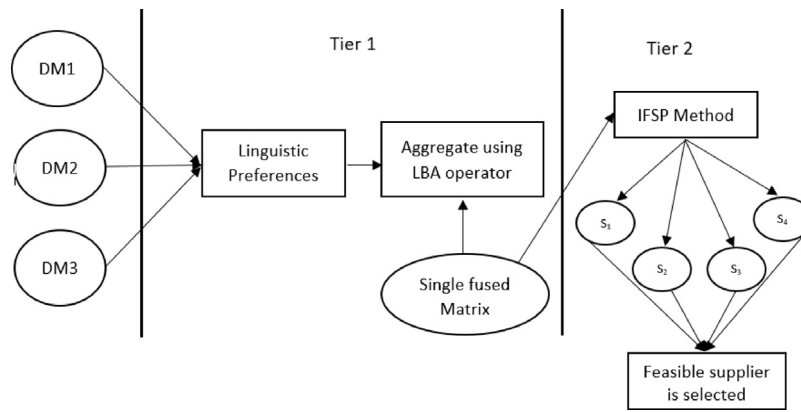 Tier 1
Tier 2
DM1
DM2
DM3
Linguistic
Preferences
Aggregate using
LBA operator
Single fused
Matrix
IFSP Method
S₁
S₂
S₃
S₄
Feasible supplier
is selected